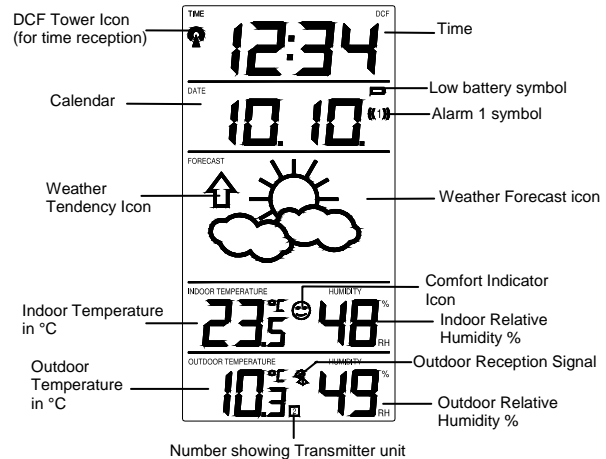 DCF Tower Icon
(for time reception)
TIME
DCF
12:34
Time
Calendar
DATE
10. 10.
Low battery symbol
(1)
Alarm 1 symbol
FORECAST
Weather
Tendency Icon
Weather Forecast icon
INDOOR TEMPERATURE
HUMIDITY
23.5 °C
48 %
RH
Comfort Indicator
Icon
Indoor Temperature
in °C
Indoor Relative
Humidity %
OUTDOOR TEMPERATURE
HUMIDITY
10.3 °C
49 %
RH
Outdoor Reception Signal
Outdoor
Temperature
in °C
Outdoor Relative
Humidity %
Number showing Transmitter unit